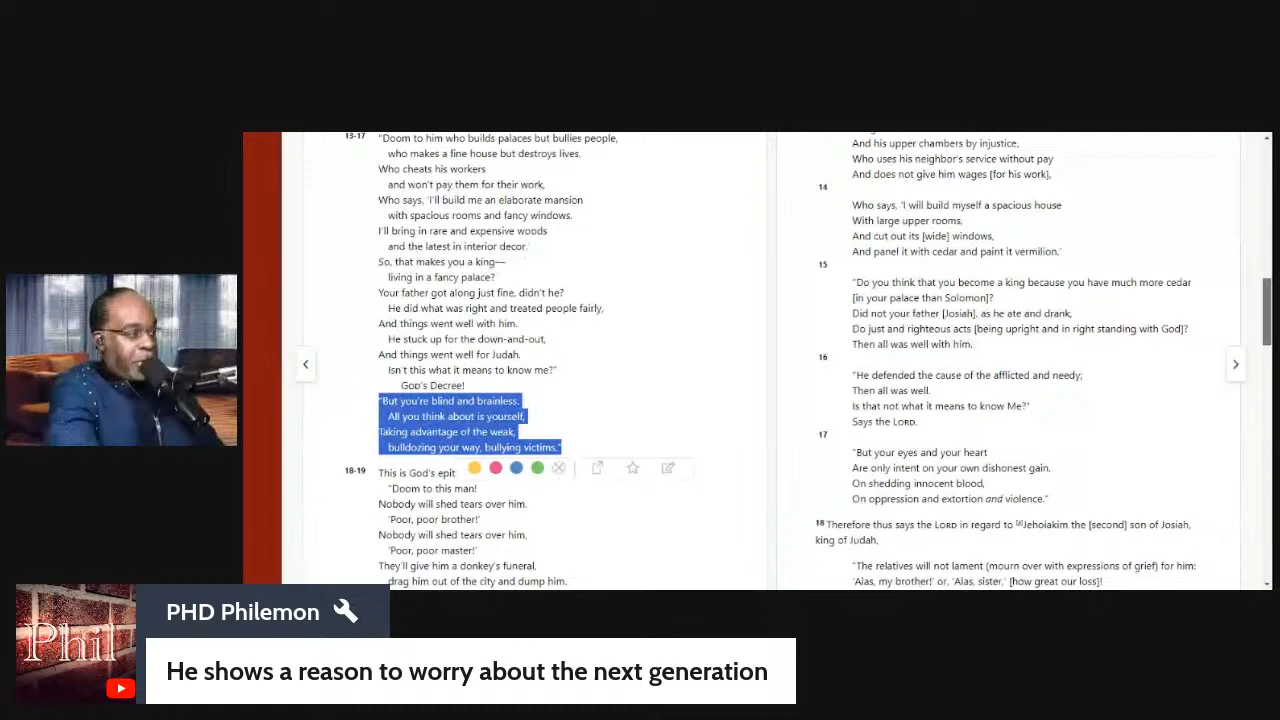 13-17 "Doom to him who builds palaces but bullies people,
who makes a fine house but destroys lives.
Who cheats his workers
and won't pay them for their work,
Who says, 'I'll build me an elaborate mansion
with spacious rooms and fancy windows.
I'll bring in rare and expensive woods
and the latest in interior decor.'
So, that makes you a king—
living in a fancy palace?
Your father got along just fine, didn't he?
He did what was right and treated people fairly,
And things went well with him.
He stuck up for the down-and-out,
And things went well for Judah.
Isn't this what it means to know me?"
GOD's Decree!
"But you're blind and brainless.
All you think about is yourself,
Taking advantage of the weak,
bulldozing your way, bullying victims."
18-19 This is God's epit
"Doom to this man!
Nobody will shed tears over him,
'Poor, poor brother!'
Nobody will shed tears over him,
'Poor, poor master!'
They'll give him a donkey's funeral,
drag him out of the city and dump him.
And his upper chambers by injustice,
Who uses his neighbor's service without pay
And does not give him wages [for his work],
14
Who says, 'I will build myself a spacious house
With large upper rooms,
And cut out its [wide] windows,
And panel it with cedar and paint it vermilion.'
15
"Do you think that you become a king because you have much more cedar
[in your palace than Solomon]?
Did not your father [Josiah], as he ate and drank,
Do just and righteous acts [being upright and in right standing with God]?
Then all was well with him.
16
"He defended the cause of the afflicted and needy;
Then all was well.
Is that not what it means to know Me?"
Says the LORD.
17
"But your eyes and your heart
Are only intent on your own dishonest gain,
On shedding innocent blood,
On oppression and extortion and violence."
18 Therefore thus says the LORD in regard to [a]Jehoiakim the [second] son of Josiah,
king of Judah,
"The relatives will not lament (mourn over with expressions of grief) for him:
'Alas, my brother!' or, 'Alas, sister,' [how great our loss]!
Phil
PHD Philemon
He shows a reason to worry about the next generation